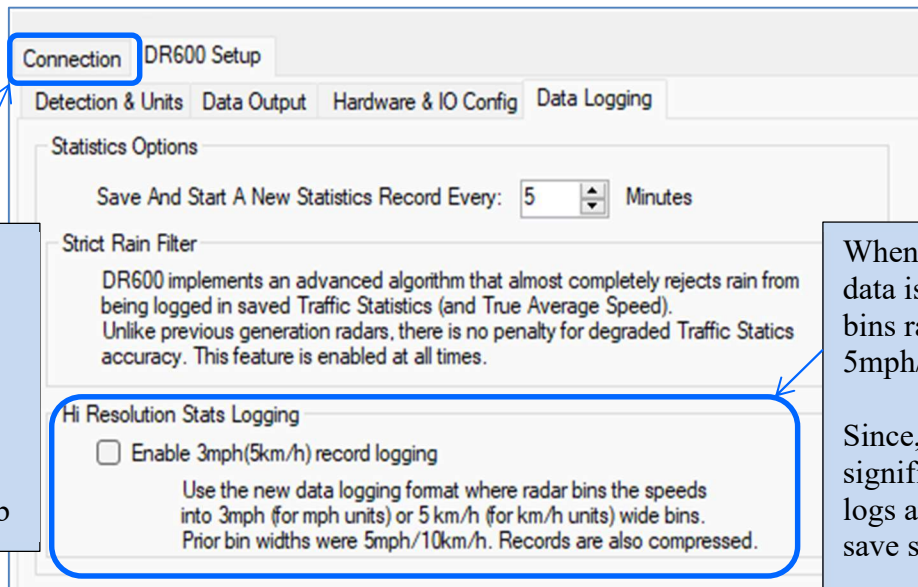 Connection DR600 Setup
Detection & Units Data Output Hardware & IO Config Data Logging
Statistics Options
Save And Start A New Statistics Record Every: 5 Minutes
Strict Rain Filter
DR600 implements an advanced algorithm that almost completely rejects rain from
being logged in saved Traffic Statistics (and True Average Speed).
Unlike previous generation radars, there is no penalty for degraded Traffic Statics
accuracy. This feature is enabled at all times.
Hi Resolution Stats Logging
Enable 3mph(5km/h) record logging
Use the new data logging format where radar bins the speeds
into 3mph (for mph units) or 5 km/h (for km/h units) wide bins.
Prior bin widths were 5mph/10km/h. Records are also compressed.
When
data is
bins
5mph/
Since,
logs
save